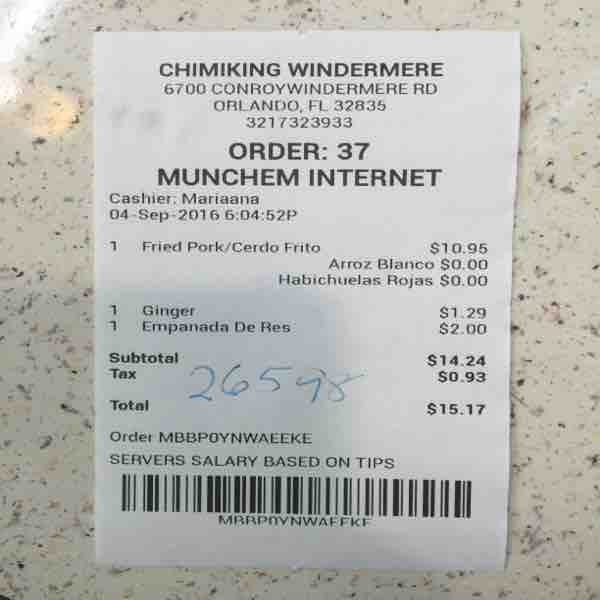 CHIMIKING WINDERMERE
6700 CONROYWINDERMERE RD
ORLANDO, FL 32835
3217323933
ORDER: 37
MUNCHEM INTERNET
Cashier: Mariaana
04-Sep-2016 6:04:52P
1 Fried Pork/Cerdo Frito $10.95
Arroz Blanco $0.00
Habichuelas Rojas $0.00
1 Ginger $1.29
1 Empanada De Res $2.00
Subtotal $14.24
Tax $0.93
26598
Total $15.17
Order MBBP0YNWAEEKE
SERVERS SALARY BASED ON TIPS
MBBP0YNWAEEKE